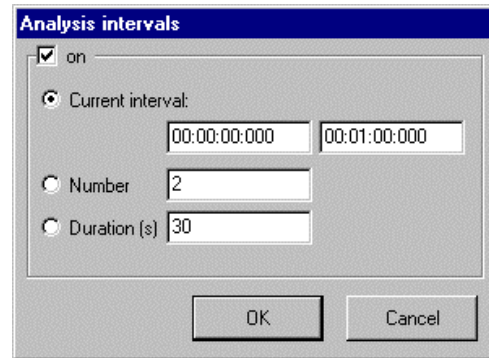 Analysis intervals
on
Current interval:
00:00:00:000 00:01:00:000
Number 2
Duration (s) 30
OK Cancel